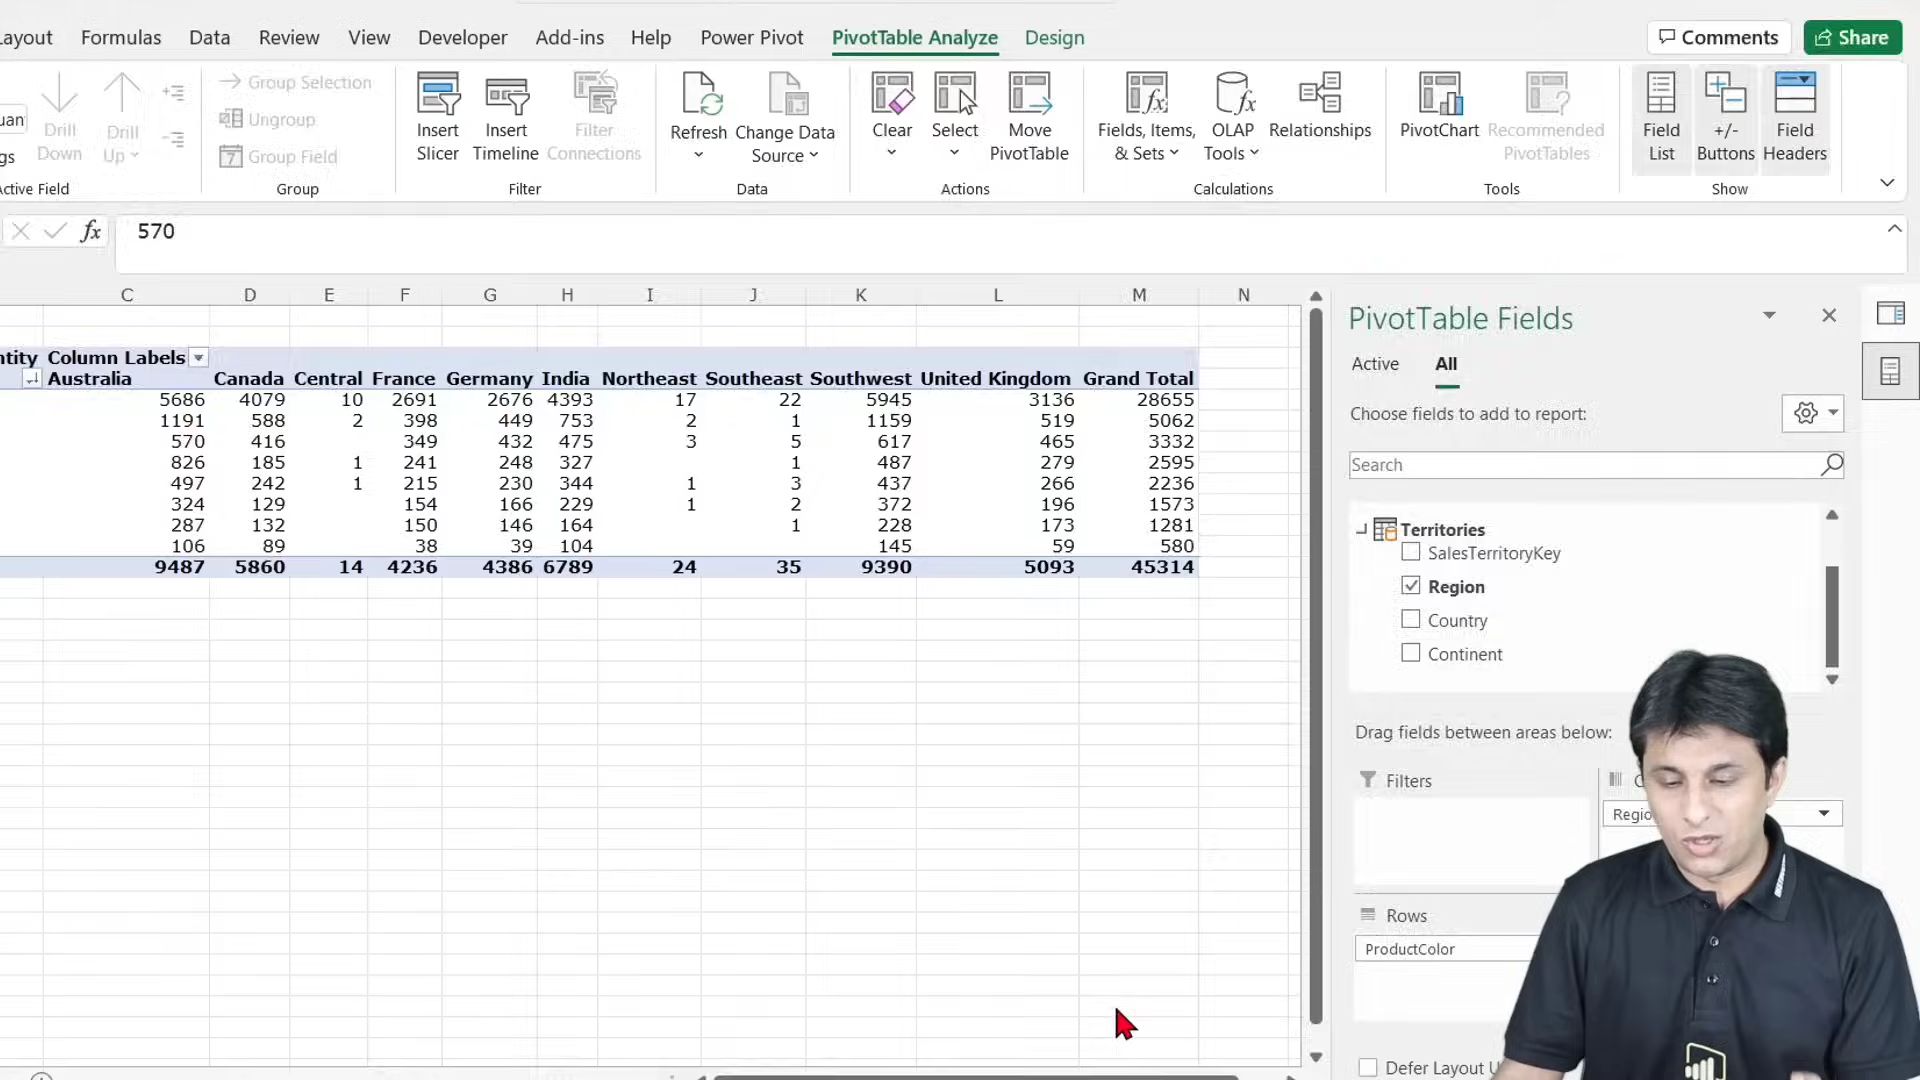 ayout Formulas Data Review View Developer Add-ins Help Power Pivot PivotTable Analyze Design Comments Share
uan
gs
Drill Down
Drill Up
Group Selection
Ungroup
7 Group Field
Insert Slicer
Insert Timeline
Filter Connections
Refresh
Change Data Source
Clear
Select
Move PivotTable
Fields, Items, & Sets
OLAP Tools
Relationships
PivotChart
Recommended PivotTables
Field List
+/- Buttons
Field Headers
ctive Field Group Filter Data Actions Calculations Tools Show
fx 570
C D E F G H I J K L M N
ntity Column Labels
Australia Canada Central France Germany India Northeast Southeast Southwest United Kingdom Grand Total
5686 4079 10 2691 2676 4393 17 22 5945 3136 28655
1191 588 2 398 449 753 2 1 1159 519 5062
570 416 349 432 475 3 5 617 465 3332
826 185 1 241 248 327 1 487 279 2595
497 242 1 215 230 344 1 3 437 266 2236
324 129 154 166 229 1 2 372 196 1573
287 132 150 146 164 1 228 173 1281
106 89 38 39 104 145 59 580
9487 5860 14 4236 4386 6789 24 35 9390 5093 45314
PivotTable Fields
Active All
Choose fields to add to report:
Search
Territories
SalesTerritoryKey
Region
Country
Continent
Drag fields between areas below:
Filters
Regio
Rows
ProductColor
Defer Layout U